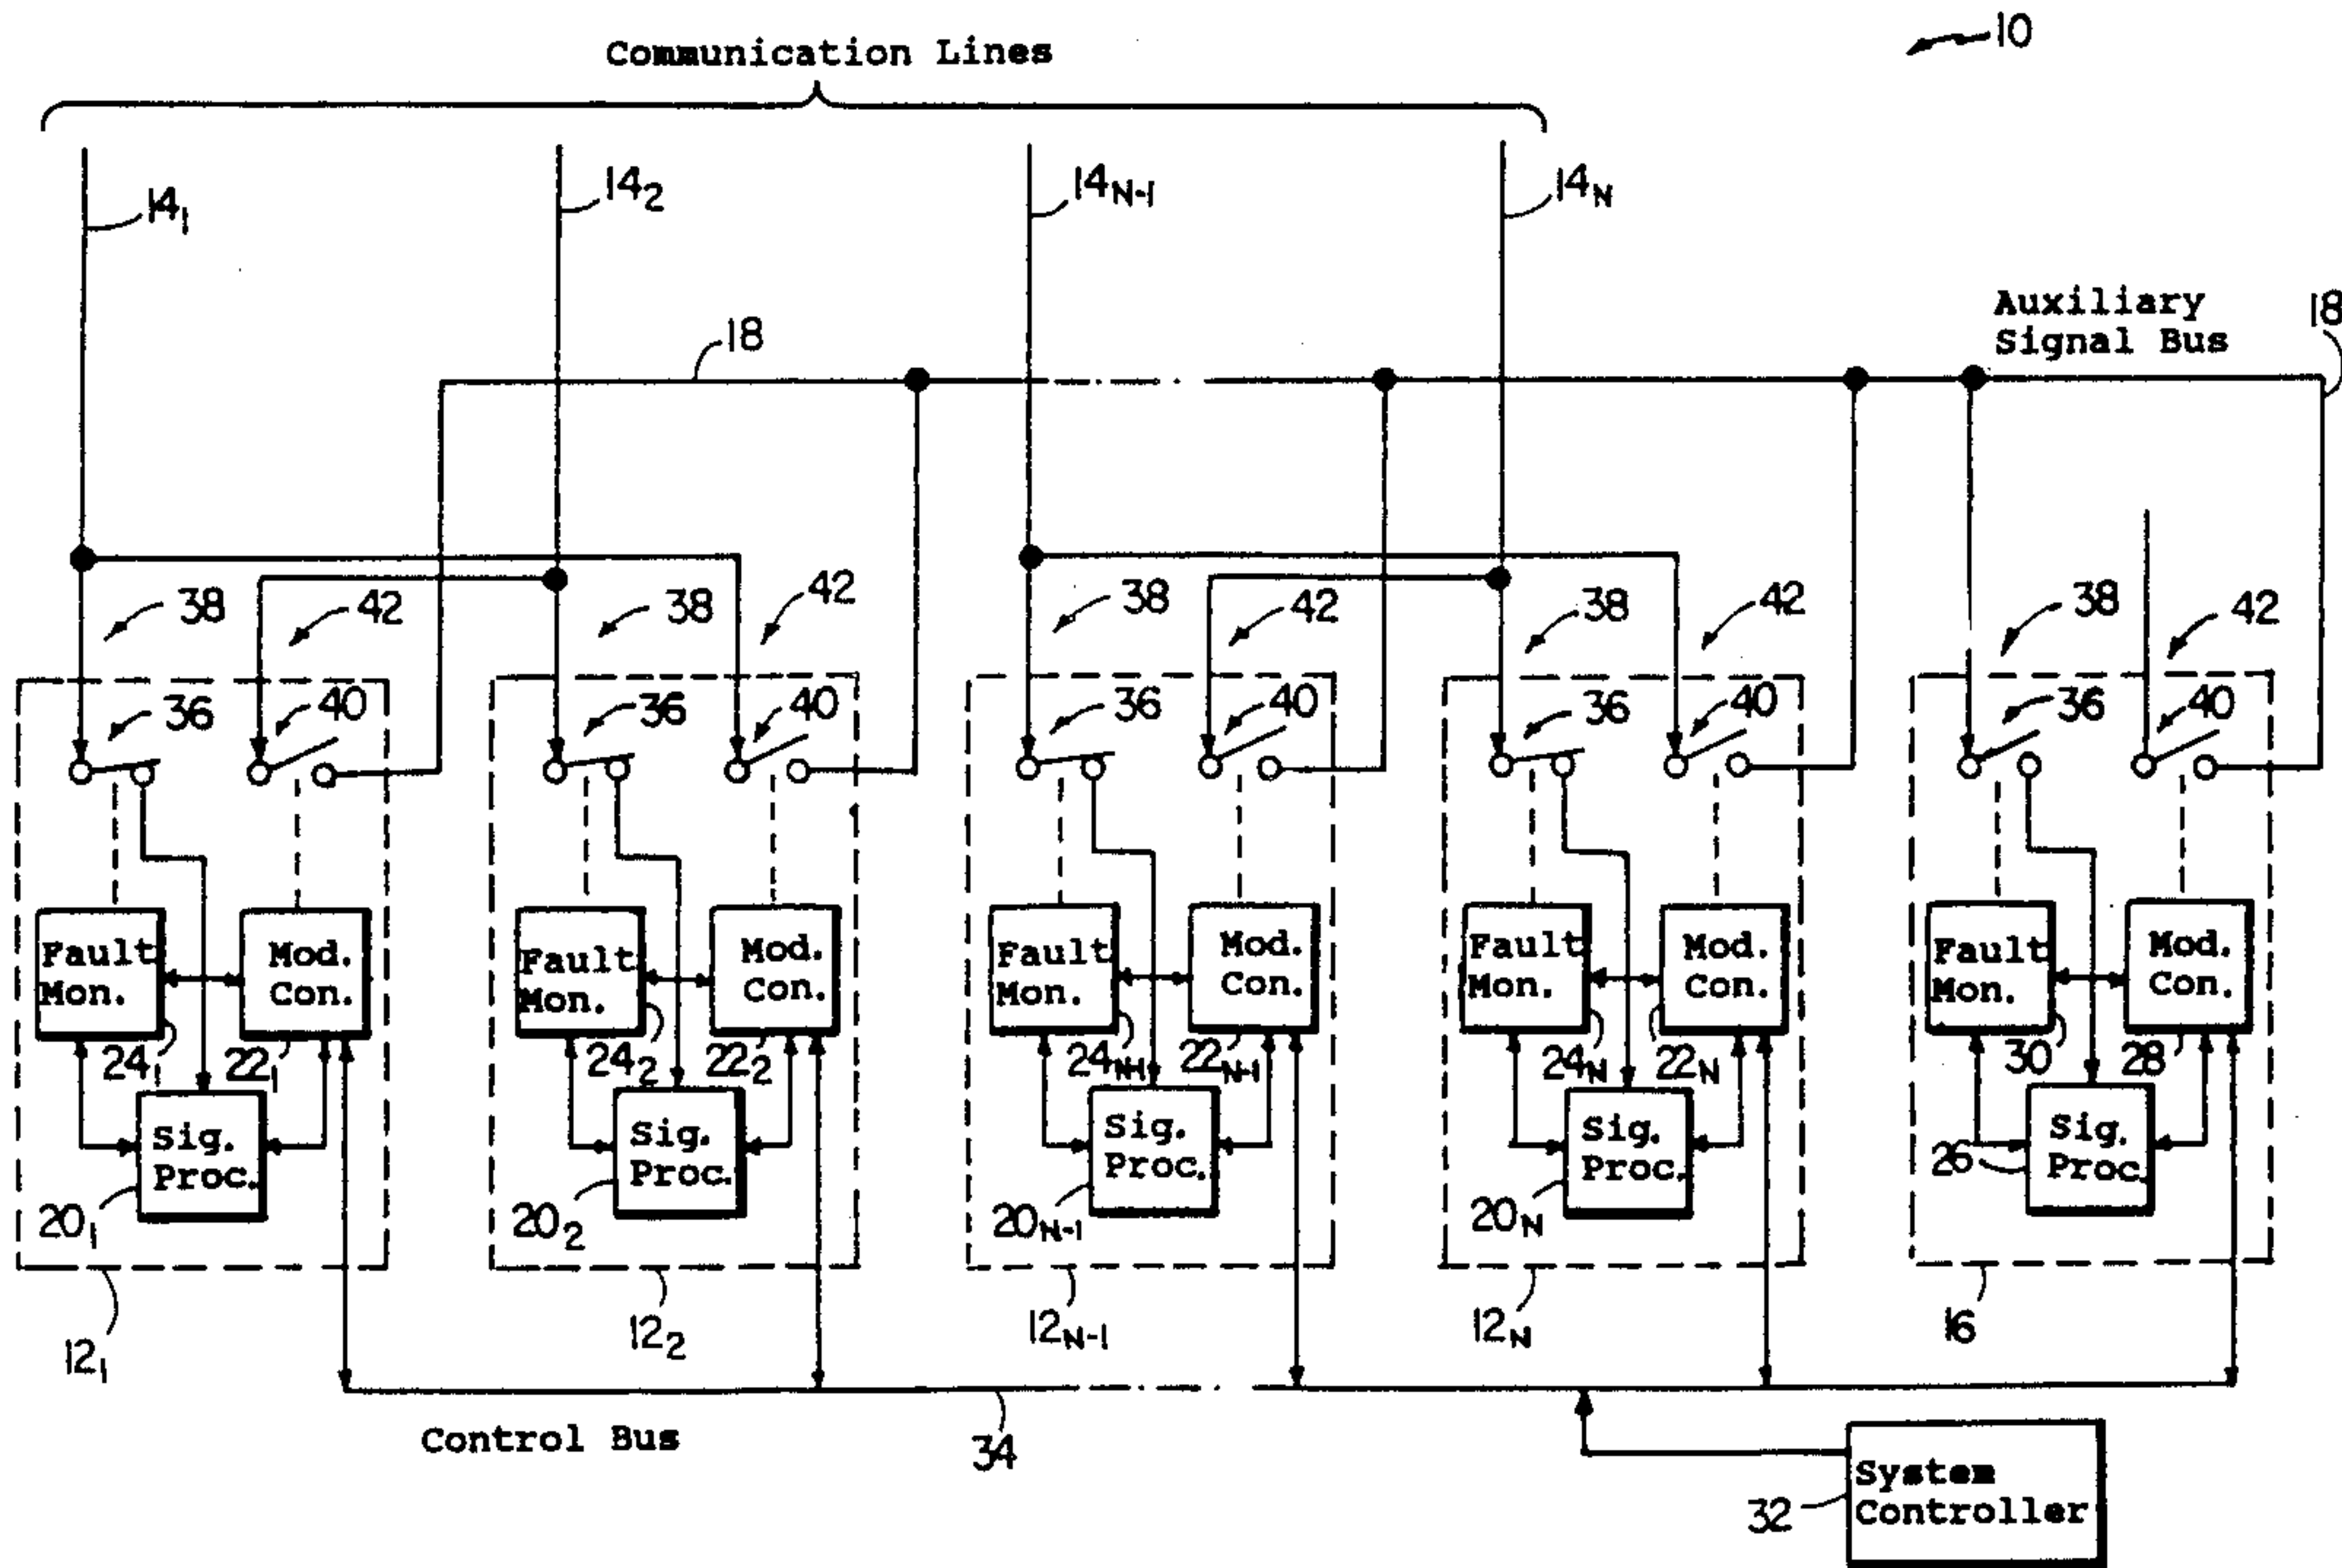 10
Communication Lines
14₁
14₂
14N-1
14N
Auxiliary
Signal Bus
18
18
38
42
38
42
38
42
38
42
38
42
36
40
36
40
36
40
36
40
36
40
Fault
Mon.
Mod.
Con.
Fault
Mon.
Mod.
Con.
Fault
Mon.
Mod.
Con.
Fault
Mon.
Mod.
Con.
Fault
Mon.
Mod.
Con.
24₁
22₁
24₂
22₂
24N-1
22N-1
24N
22N
30
28
Sig.
Proc.
Sig.
Proc.
Sig.
Proc.
Sig.
Proc.
26
Sig.
Proc.
20₁
20₂
20N-1
20N
12₁
12₂
12N-1
12N
16
Control Bus
34
32
System
Controller